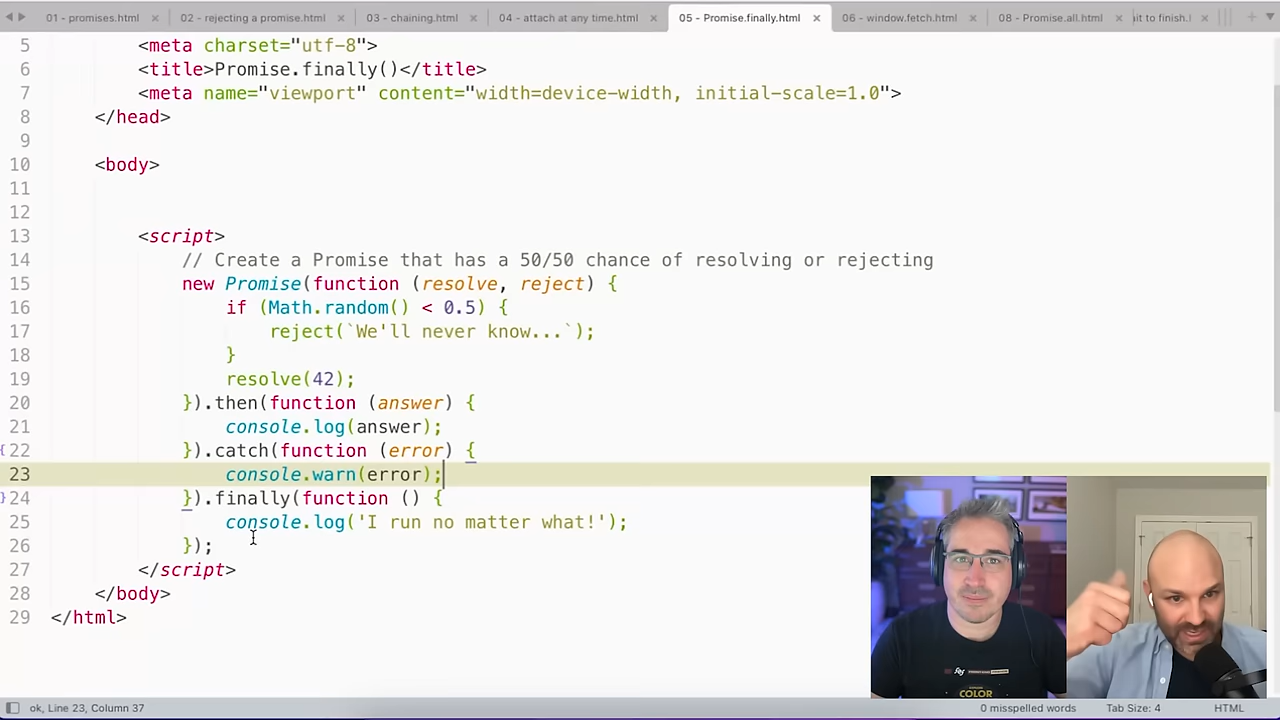 01 - promises.html
02 - rejecting a promise.html
03 - chaining.html
04 - attach at any time.html
05 - Promise.finally.html
06 - window.fetch.html
08 - Promise.all.html
ait to finish.
5 <meta charset="utf-8">
6 <title>Promise.finally()</title>
7 <meta name="viewport" content="width=device-width, initial-scale=1.0">
8 </head>
9
10 <body>
11
12
13 <script>
14 // Create a Promise that has a 50/50 chance of resolving or rejecting
15 new Promise(function (resolve, reject) {
16 if (Math.random() < 0.5) {
17 reject(`We'll never know...`);
18 }
19 resolve(42);
20 }).then(function (answer) {
21 console.log(answer);
22 }).catch(function (error) {
23 console.warn(error);
24 }).finally(function () {
25 console.log('I run no matter what!');
26 });
27 </script>
28 </body>
29 </html>
COLOR
ok, Line 23, Column 37
0 misspelled words
Tab Size: 4
HTML